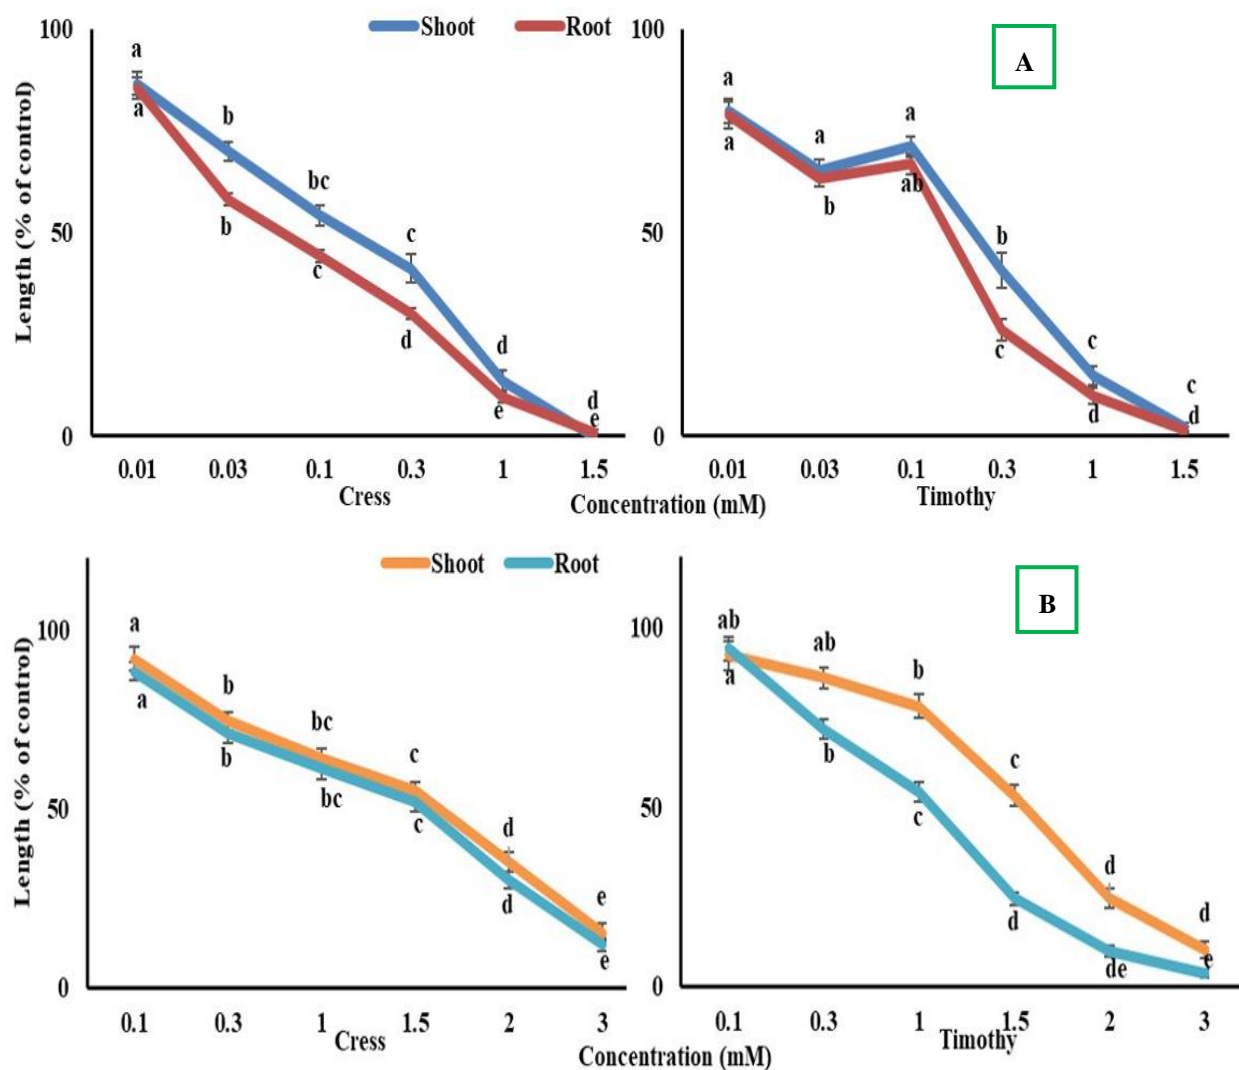 100
Shoot
Root
100
A
a
a
b
b
bc
c
c
d
d
e
d
e
a
a
a
b
a
ab
b
c
c
d
c
d
Length (% of control)
50
50
0
0
0.01 0.03 0.1 0.3 1 1.5
0.01 0.03 0.1 0.3 1 1.5
Cress
Concentration (mM)
Timothy
Shoot
Root
B
100
100
a
a
b
b
bc
bc
c
c
d
d
e
e
ab
a
ab
b
b
c
c
d
d
de
d
e
Length (% of control)
50
50
0
0
0.1 0.3 1 1.5 2 3
0.1 0.3 1 1.5 2 3
Cress
Concentration (mM)
Timothy